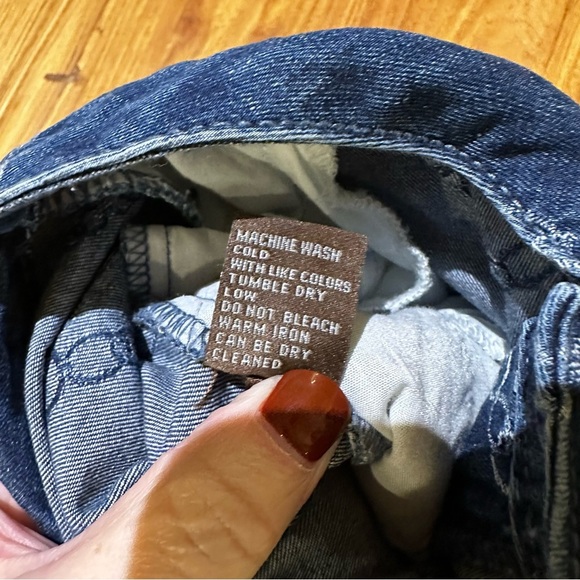 MACHINE WASH
COLD
WITH LIKE COLORS
TUMBLE DRY
LOW
DO NOT BLEACH
WARM IRON
CAN BE DRY
CLEANED